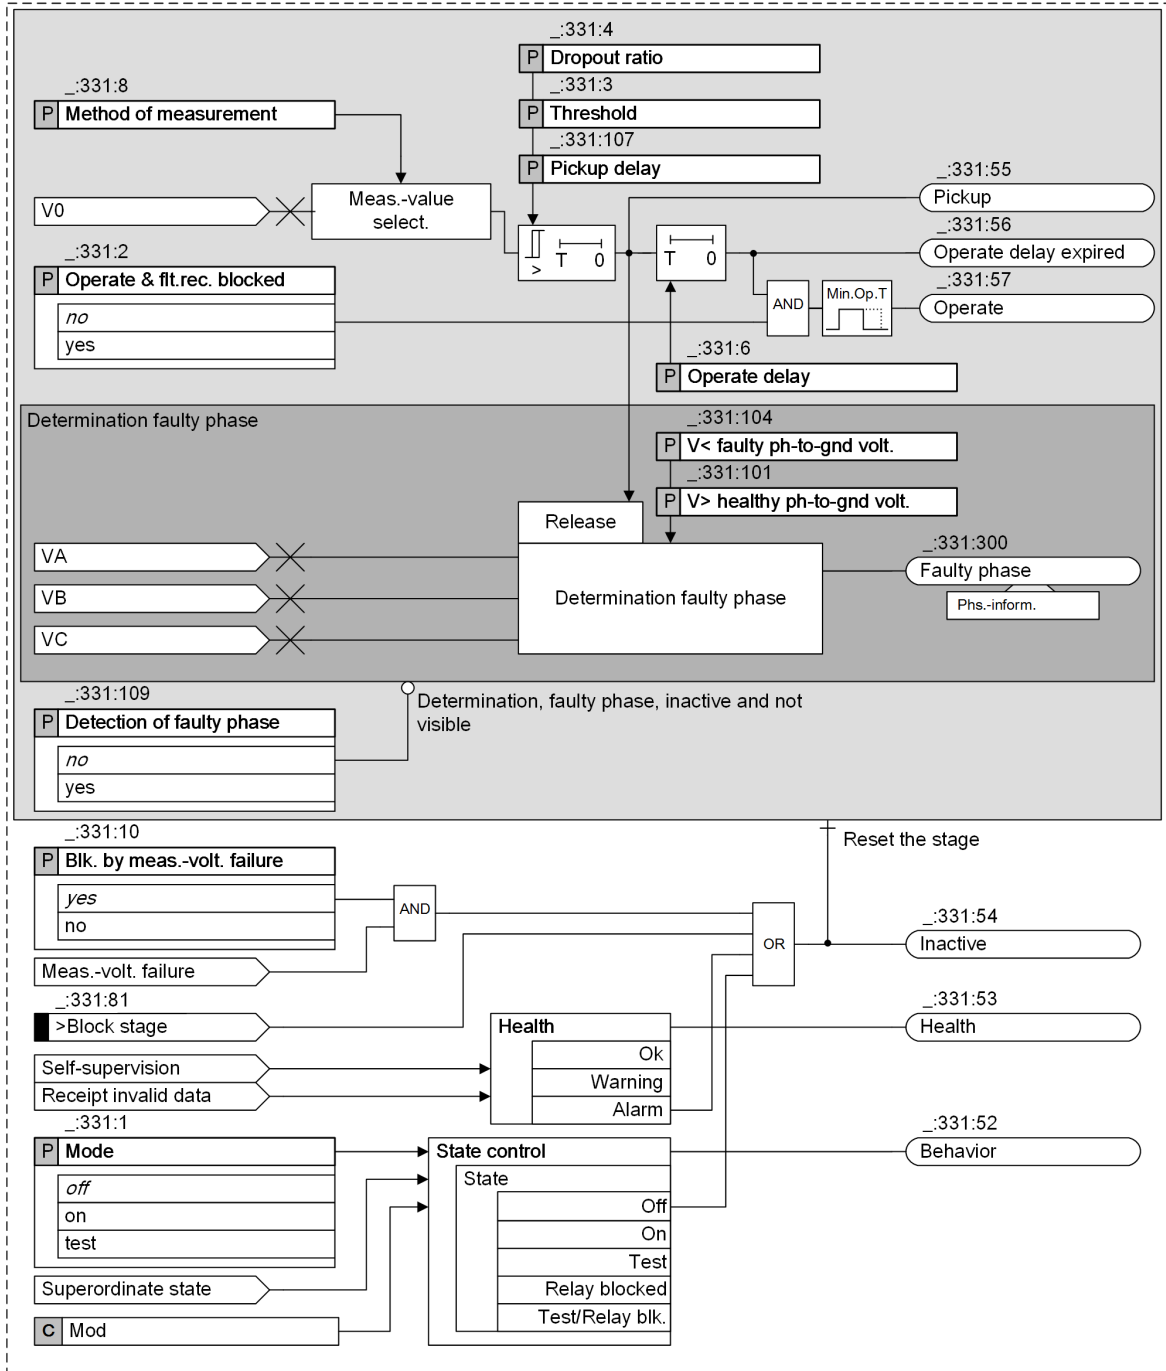 _:331:4
P Dropout ratio
_:331:8
P Method of measurement
_:331:3
P Threshold
_:331:107
P Pickup delay
V0
Meas.-value
select.
_:331:55
Pickup
_:331:2
P Operate & flt.rec. blocked
no
yes
> T 0
T 0
_:331:56
Operate delay expired
_:331:57
AND
Min.Op.T
Operate
_:331:6
P Operate delay
Determination faulty phase
_:331:104
P V< faulty ph-to-gnd volt.
_:331:101
P V> healthy ph-to-gnd volt.
Release
VA
VB
VC
Determination faulty phase
_:331:300
Faulty phase
Phs.-inform.
_:331:109
P Detection of faulty phase
no
yes
Determination, faulty phase, inactive and not
visible
_:331:10
P Blk. by meas.-volt. failure
yes
no
AND
Reset the stage
Meas.-volt. failure
OR
_:331:54
Inactive
_:331:81
>Block stage
Self-supervision
Receipt invalid data
Health
Ok
Warning
Alarm
_:331:53
Health
_:331:1
P Mode
off
on
test
Superordinate state
C Mod
State control
State
Off
On
Test
Relay blocked
Test/Relay blk.
_:331:52
Behavior